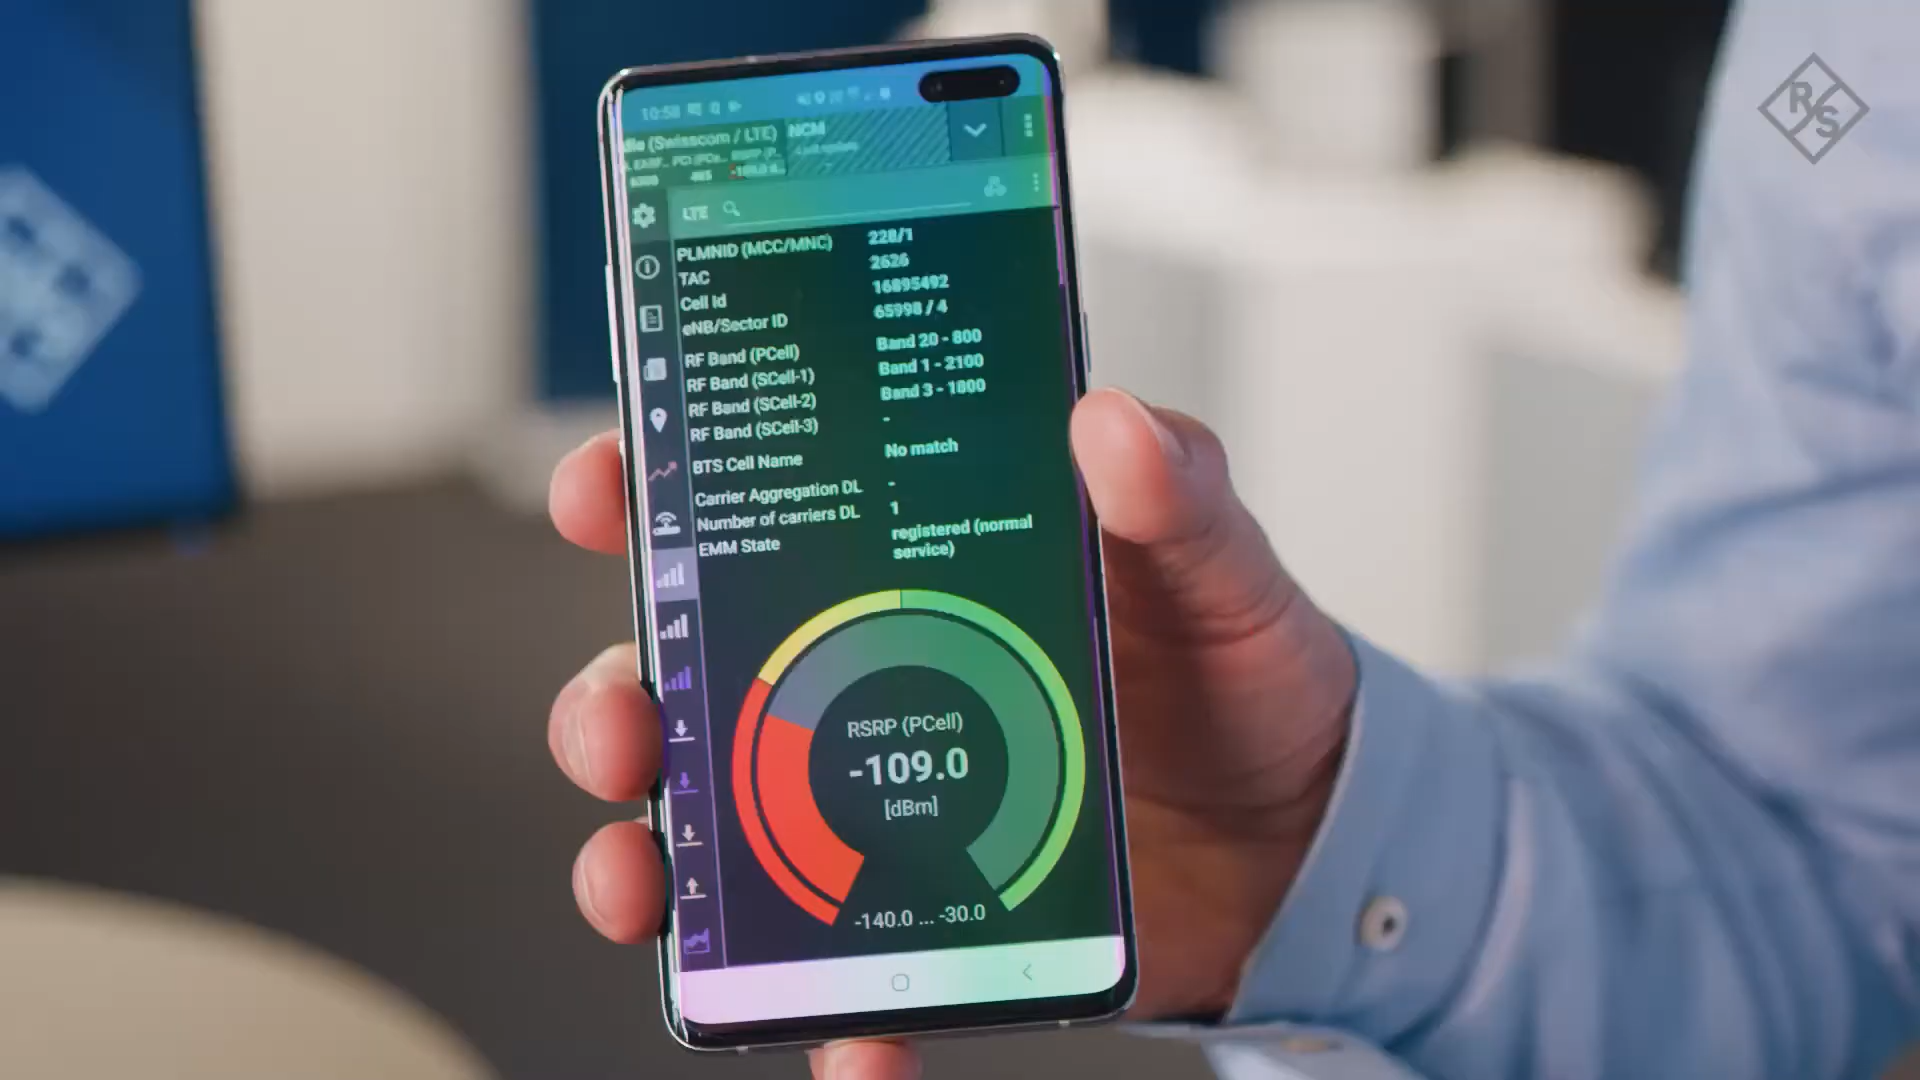 10:58
(Swisscom / LTE) NCM
LTE
PLMNID (MCC/MNC) 228/1
TAC 2626
Cell Id 16895492
eNB/Sector ID 65998 / 4
RF Band (PCell) Band 20 - 800
RF Band (SCell-1) Band 1 - 2100
RF Band (SCell-2) Band 3 - 1800
RF Band (SCell-3) -
BTS Cell Name No match
Carrier Aggregation DL -
Number of carriers DL 1
EMM State registered (normal
service)
RSRP (PCell)
-109.0
[dBm]
-140.0 ... -30.0
R/S